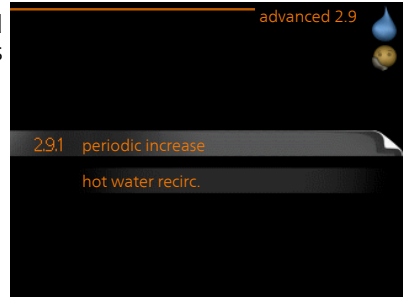 advanced 2.9
2.9.1 periodic increase
hot water recirc.